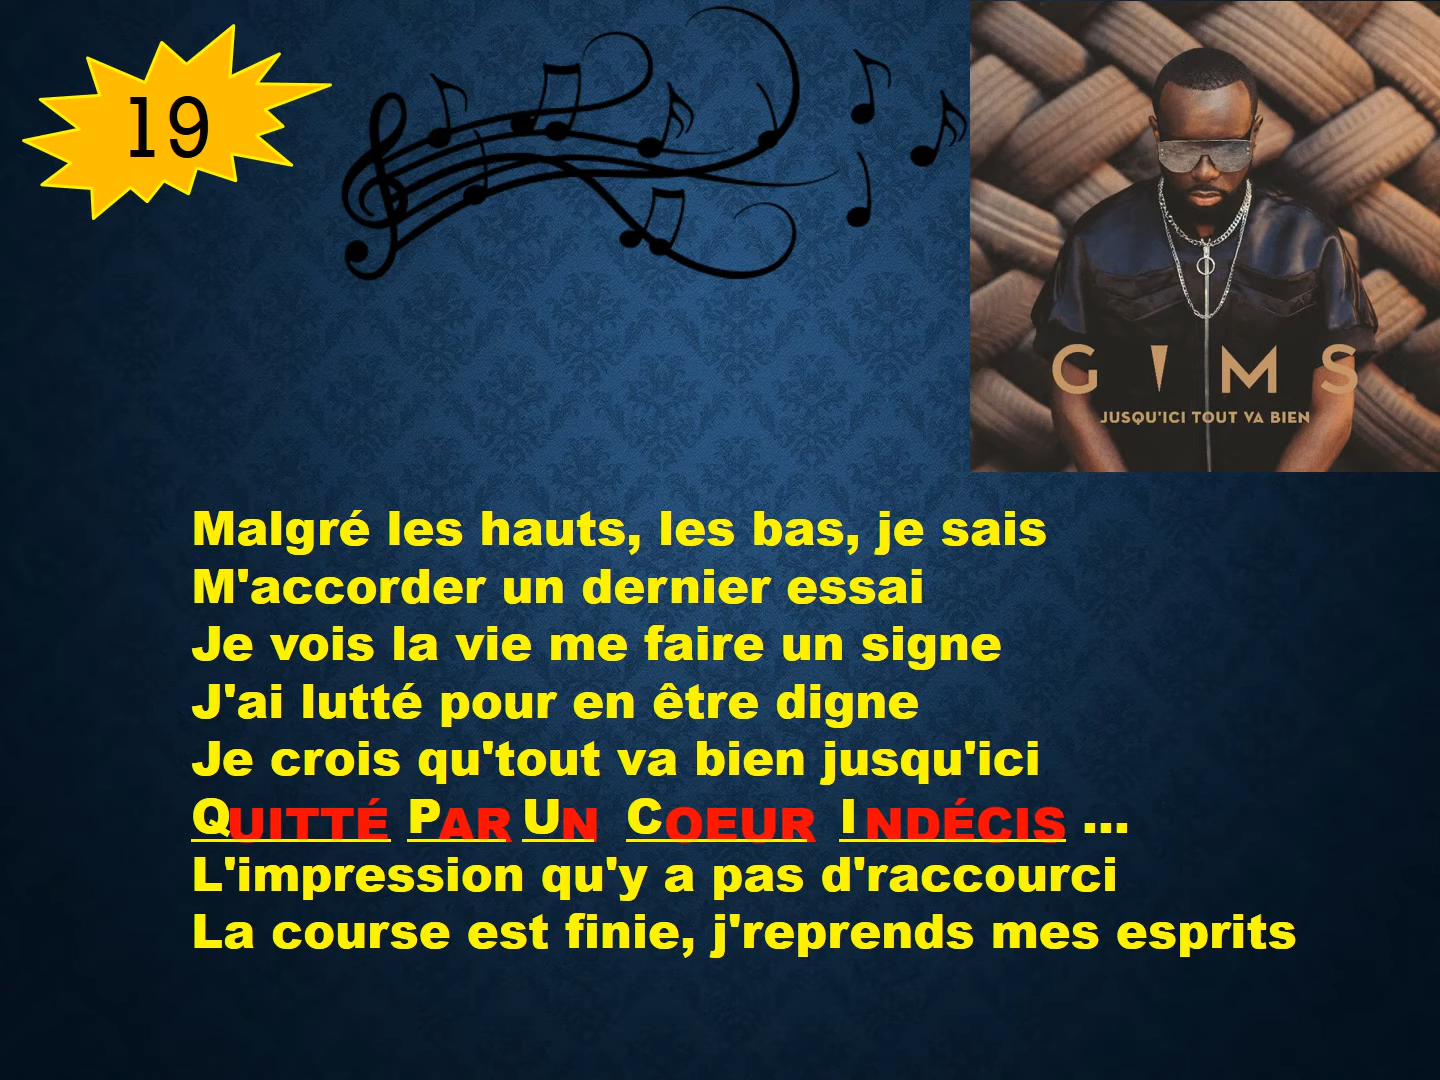 19
G I M S
JUSQU'ICI TOUT VA BIEN
Malgré les hauts, les bas, je sais
M'accorder un dernier essai
Je vois la vie me faire un signe
J'ai lutté pour en être digne
Je crois qu'tout va bien jusqu'ici
QUITTÉ PAR UN COEUR INDÉCIS ...
L'impression qu'y a pas d'raccourci
La course est finie, j'reprends mes esprits